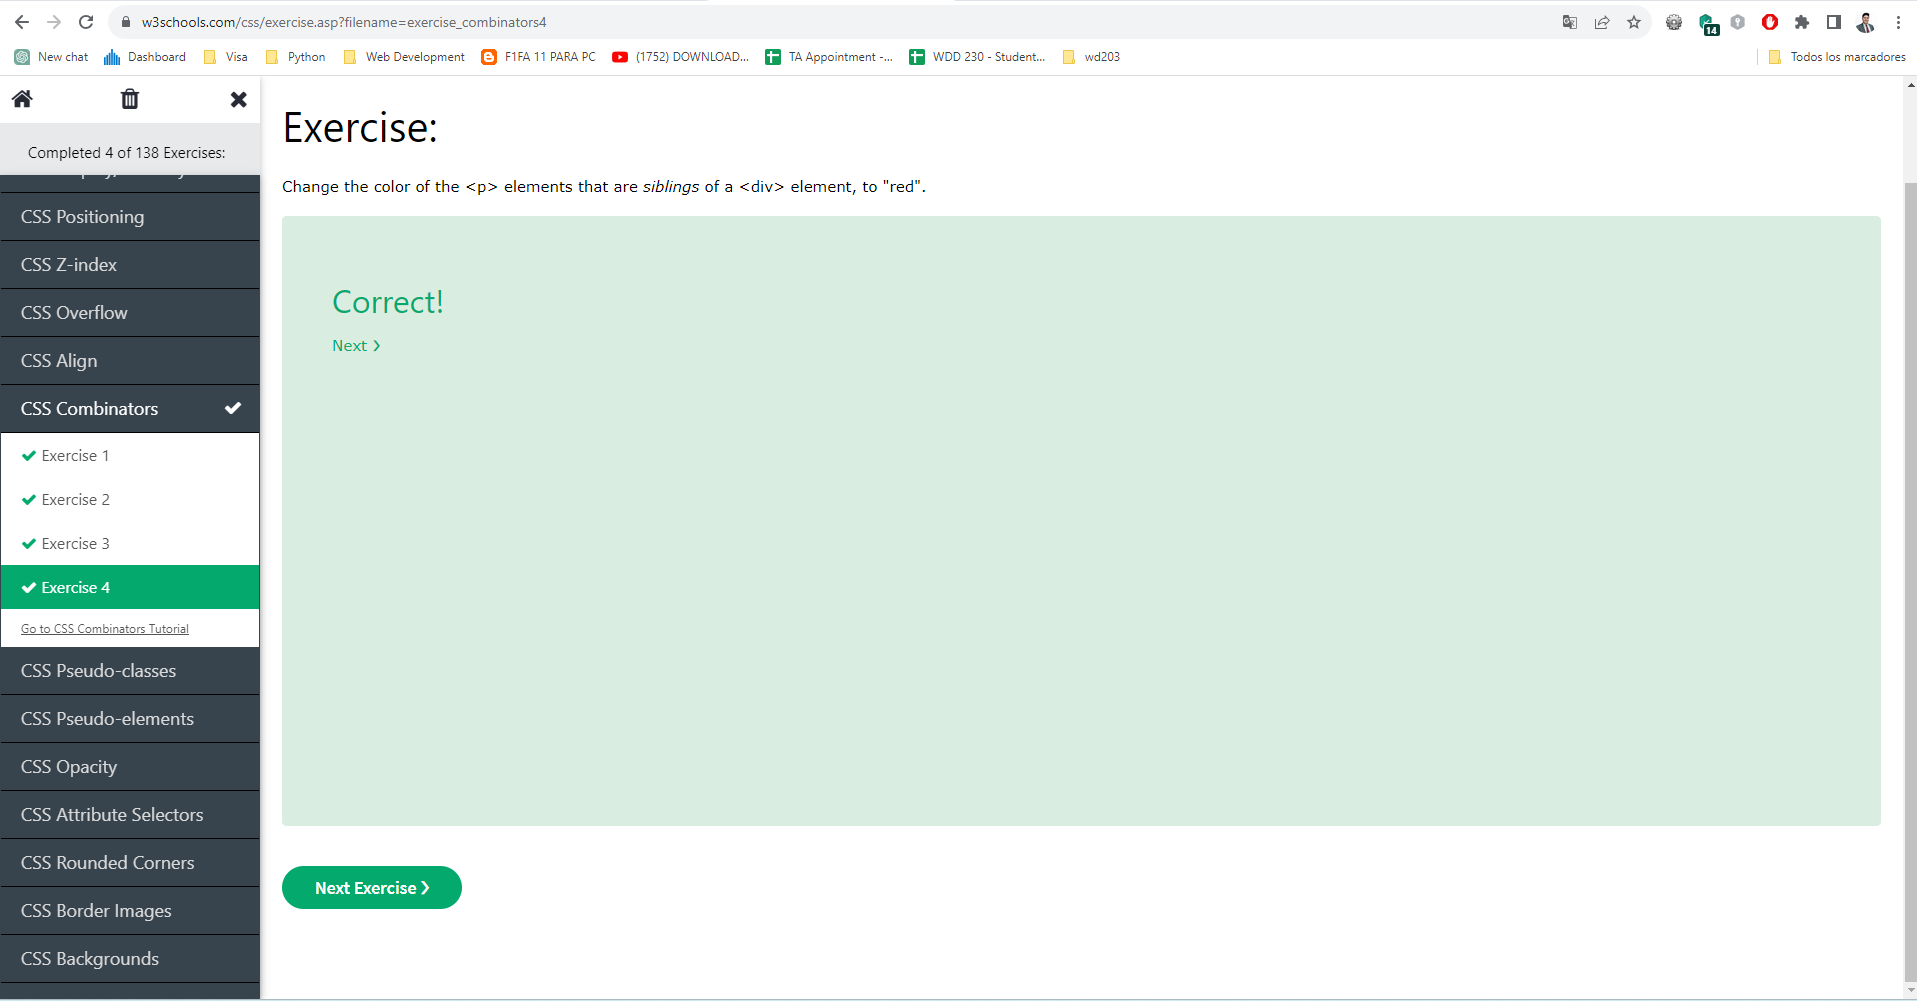 w3schools.com/css/exercise.asp?filename=exercise_combinators4
14
New chat
Dashboard
Visa
Python
Web Development
F1FA 11 PARA PC
(1752) DOWNLOAD...
TA Appointment -...
WDD 230 - Student...
wd203
Todos los marcadores
Completed 4 of 138 Exercises:
CSS Positioning
CSS Z-index
CSS Overflow
CSS Align
CSS Combinators
Exercise 1
Exercise 2
Exercise 3
Exercise 4
Go to CSS Combinators Tutorial
CSS Pseudo-classes
CSS Pseudo-elements
CSS Opacity
CSS Attribute Selectors
CSS Rounded Corners
CSS Border Images
CSS Backgrounds
Exercise:
Change the color of the <p> elements that are siblings of a <div> element, to "red".
Correct!
Next ❯
Next Exercise ❯